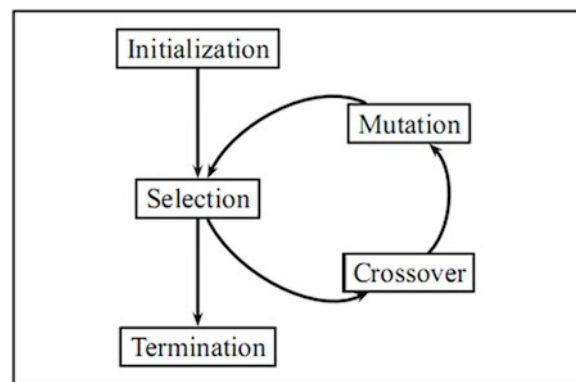 Initialization
Mutation
Selection
Crossover
Termination